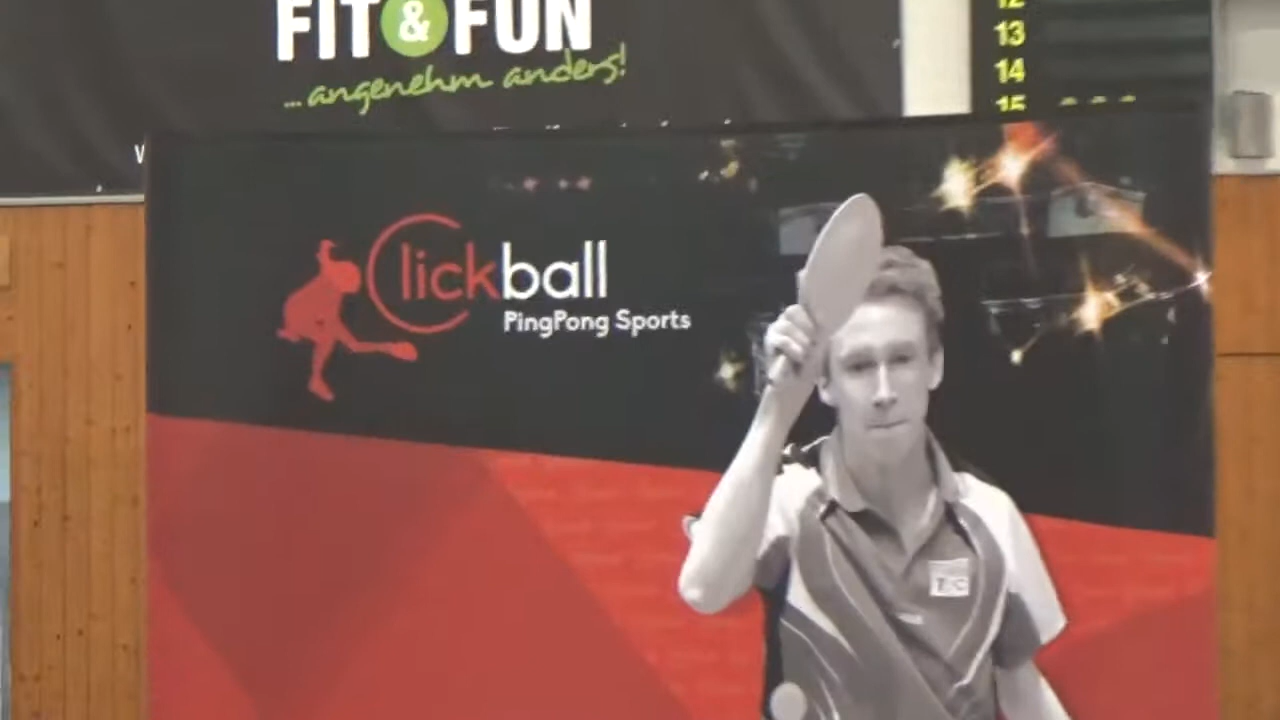 FIT & FUN
... angenehm anders!
12
13
14
15
Clickball
PingPong Sports